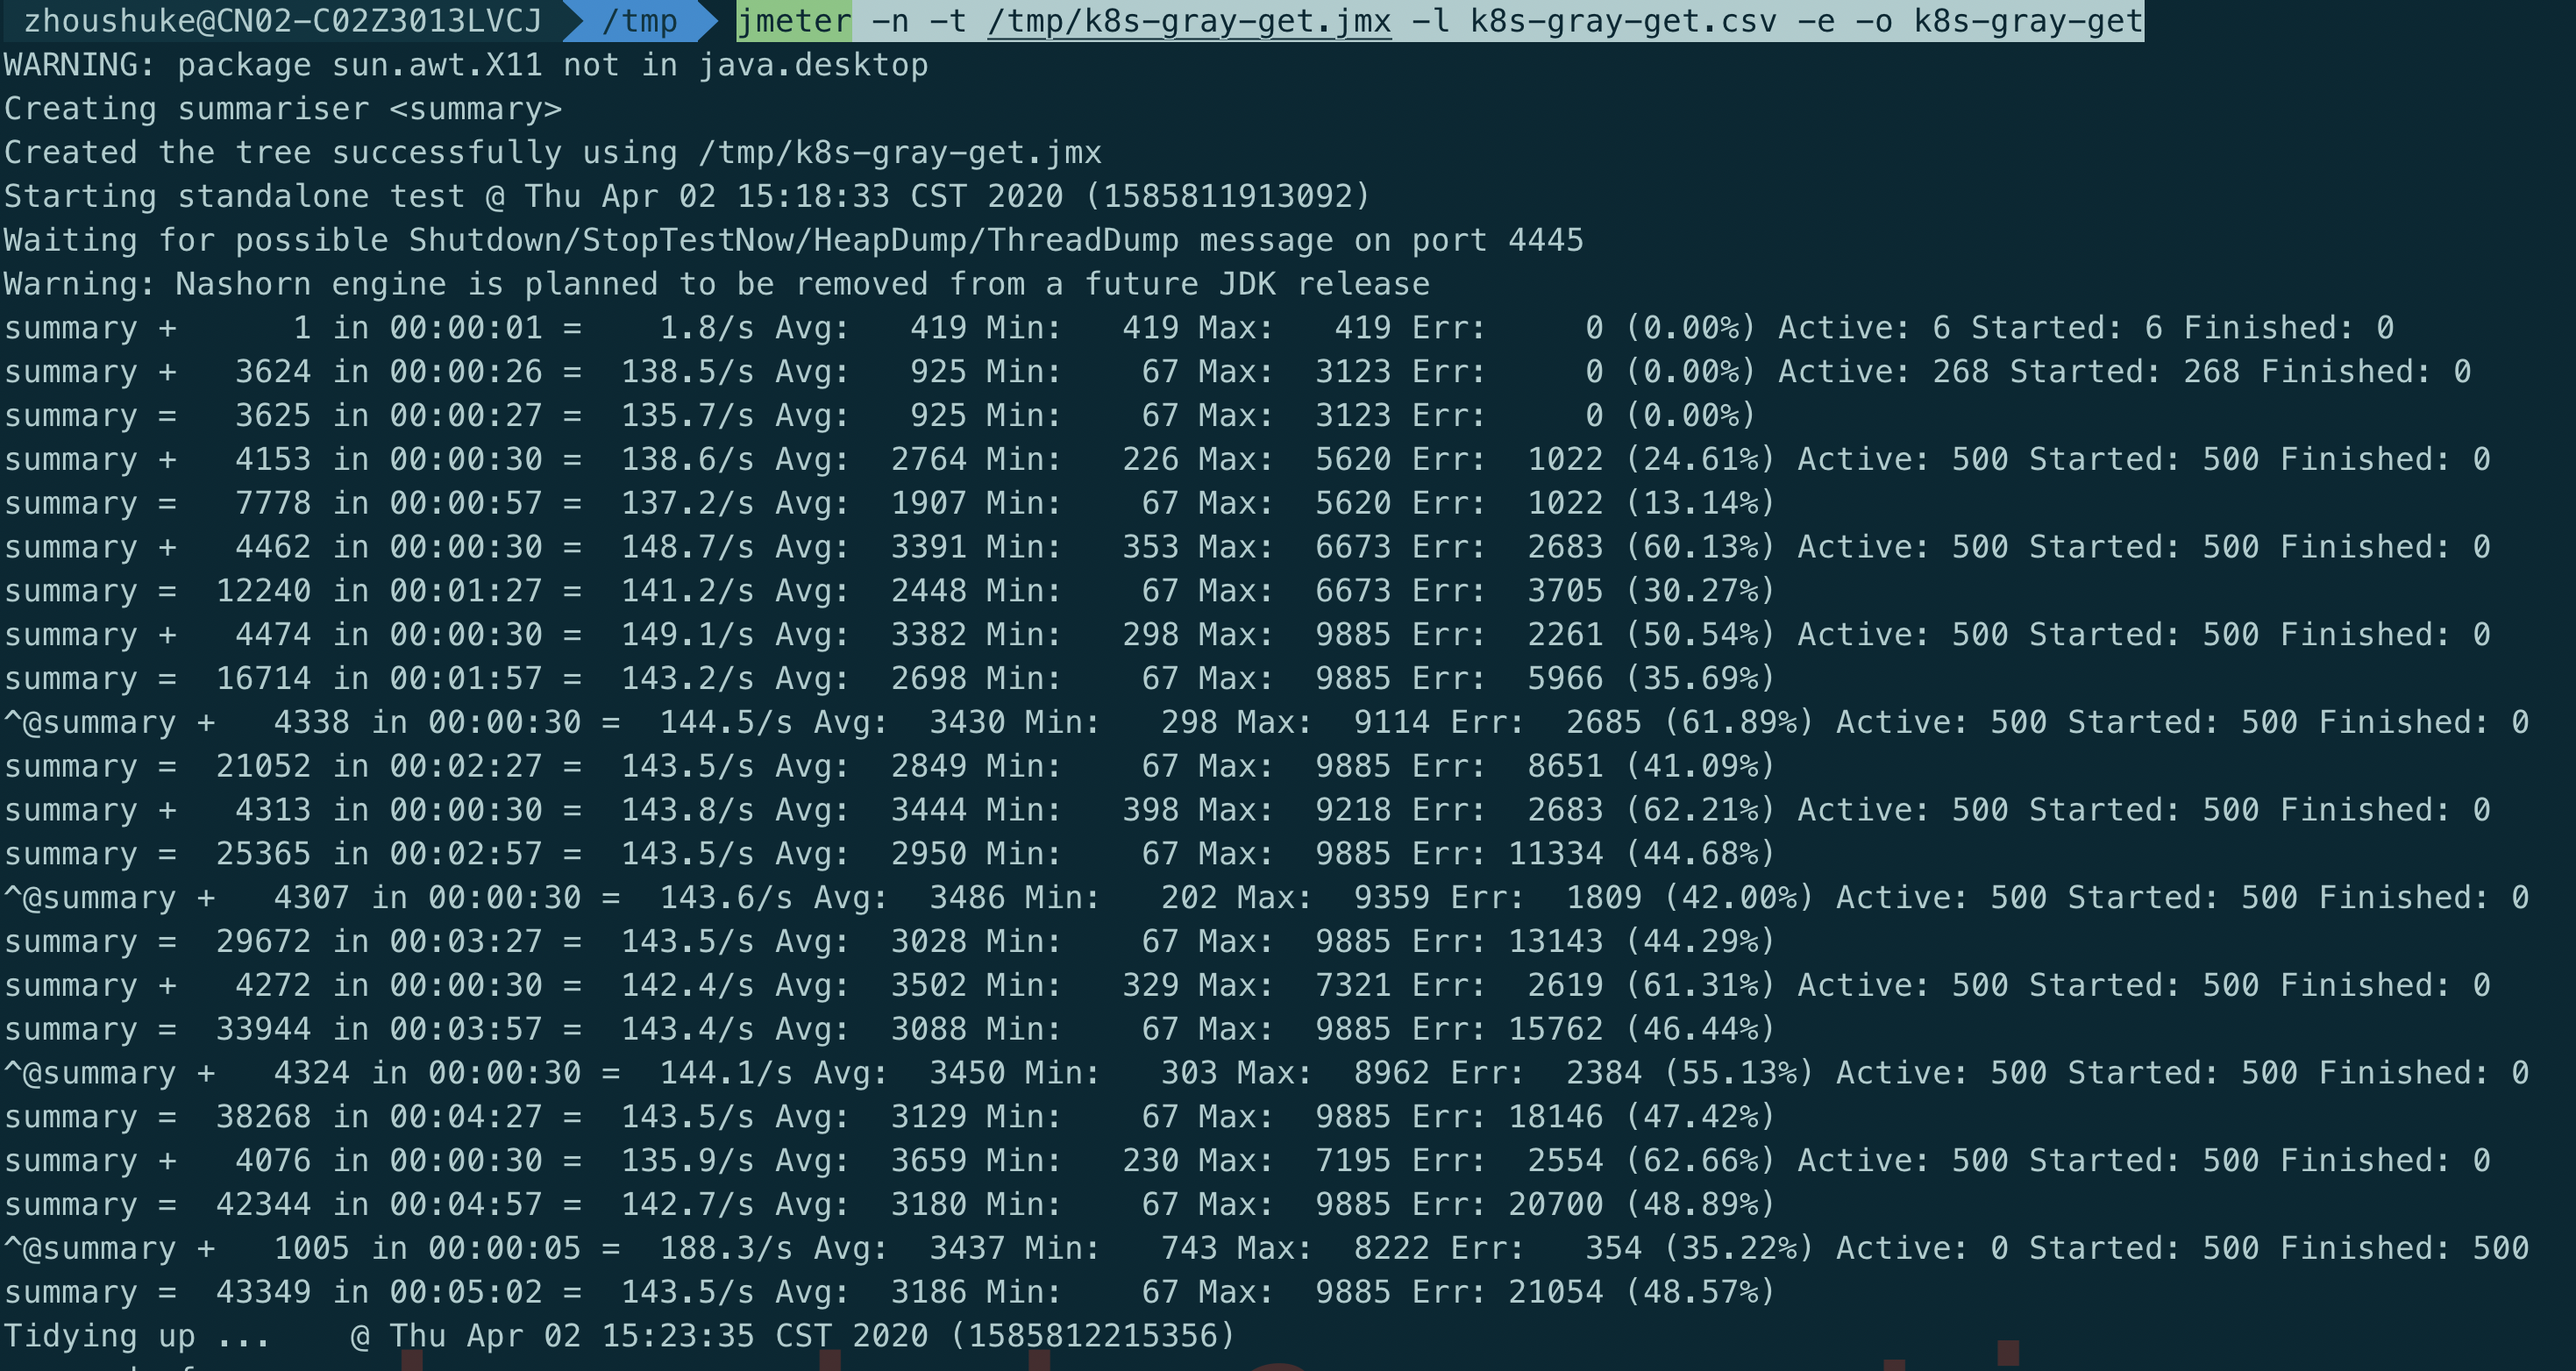 zhoushuke@CN02-C02Z3013LVCJ /tmp jmeter -n -t /tmp/k8s-gray-get.jmx -l k8s-gray-get.csv -e -o k8s-gray-get
WARNING: package sun.awt.X11 not in java.desktop
Creating summariser <summary>
Created the tree successfully using /tmp/k8s-gray-get.jmx
Starting standalone test @ Thu Apr 02 15:18:33 CST 2020 (1585811913092)
Waiting for possible Shutdown/StopTestNow/HeapDump/ThreadDump message on port 4445
Warning: Nashorn engine is planned to be removed from a future JDK release
summary +      1 in 00:00:01 =    1.8/s Avg:   419 Min:   419 Max:   419 Err:     0 (0.00%) Active: 6 Started: 6 Finished: 0
summary +   3624 in 00:00:26 =  138.5/s Avg:   925 Min:    67 Max:  3123 Err:     0 (0.00%) Active: 268 Started: 268 Finished: 0
summary =   3625 in 00:00:27 =  135.7/s Avg:   925 Min:    67 Max:  3123 Err:     0 (0.00%)
summary +   4153 in 00:00:30 =  138.6/s Avg:  2764 Min:   226 Max:  5620 Err:  1022 (24.61%) Active: 500 Started: 500 Finished: 0
summary =   7778 in 00:00:57 =  137.2/s Avg:  1907 Min:    67 Max:  5620 Err:  1022 (13.14%)
summary +   4462 in 00:00:30 =  148.7/s Avg:  3391 Min:   353 Max:  6673 Err:  2683 (60.13%) Active: 500 Started: 500 Finished: 0
summary =  12240 in 00:01:27 =  141.2/s Avg:  2448 Min:    67 Max:  6673 Err:  3705 (30.27%)
summary +   4474 in 00:00:30 =  149.1/s Avg:  3382 Min:   298 Max:  9885 Err:  2261 (50.54%) Active: 500 Started: 500 Finished: 0
summary =  16714 in 00:01:57 =  143.2/s Avg:  2698 Min:    67 Max:  9885 Err:  5966 (35.69%)
^@summary +   4338 in 00:00:30 =  144.5/s Avg:  3430 Min:   298 Max:  9114 Err:  2685 (61.89%) Active: 500 Started: 500 Finished: 0
summary =  21052 in 00:02:27 =  143.5/s Avg:  2849 Min:    67 Max:  9885 Err:  8651 (41.09%)
summary +   4313 in 00:00:30 =  143.8/s Avg:  3444 Min:   398 Max:  9218 Err:  2683 (62.21%) Active: 500 Started: 500 Finished: 0
summary =  25365 in 00:02:57 =  143.5/s Avg:  2950 Min:    67 Max:  9885 Err: 11334 (44.68%)
^@summary +   4307 in 00:00:30 =  143.6/s Avg:  3486 Min:   202 Max:  9359 Err:  1809 (42.00%) Active: 500 Started: 500 Finished: 0
summary =  29672 in 00:03:27 =  143.5/s Avg:  3028 Min:    67 Max:  9885 Err: 13143 (44.29%)
summary +   4272 in 00:00:30 =  142.4/s Avg:  3502 Min:   329 Max:  7321 Err:  2619 (61.31%) Active: 500 Started: 500 Finished: 0
summary =  33944 in 00:03:57 =  143.4/s Avg:  3088 Min:    67 Max:  9885 Err: 15762 (46.44%)
^@summary +   4324 in 00:00:30 =  144.1/s Avg:  3450 Min:   303 Max:  8962 Err:  2384 (55.13%) Active: 500 Started: 500 Finished: 0
summary =  38268 in 00:04:27 =  143.5/s Avg:  3129 Min:    67 Max:  9885 Err: 18146 (47.42%)
summary +   4076 in 00:00:30 =  135.9/s Avg:  3659 Min:   230 Max:  7195 Err:  2554 (62.66%) Active: 500 Started: 500 Finished: 0
summary =  42344 in 00:04:57 =  142.7/s Avg:  3180 Min:    67 Max:  9885 Err: 20700 (48.89%)
^@summary +   1005 in 00:00:05 =  188.3/s Avg:  3437 Min:   743 Max:  8222 Err:   354 (35.22%) Active: 0 Started: 500 Finished: 500
summary =  43349 in 00:05:02 =  143.5/s Avg:  3186 Min:    67 Max:  9885 Err: 21054 (48.57%)
Tidying up ...    @ Thu Apr 02 15:23:35 CST 2020 (1585812215356)